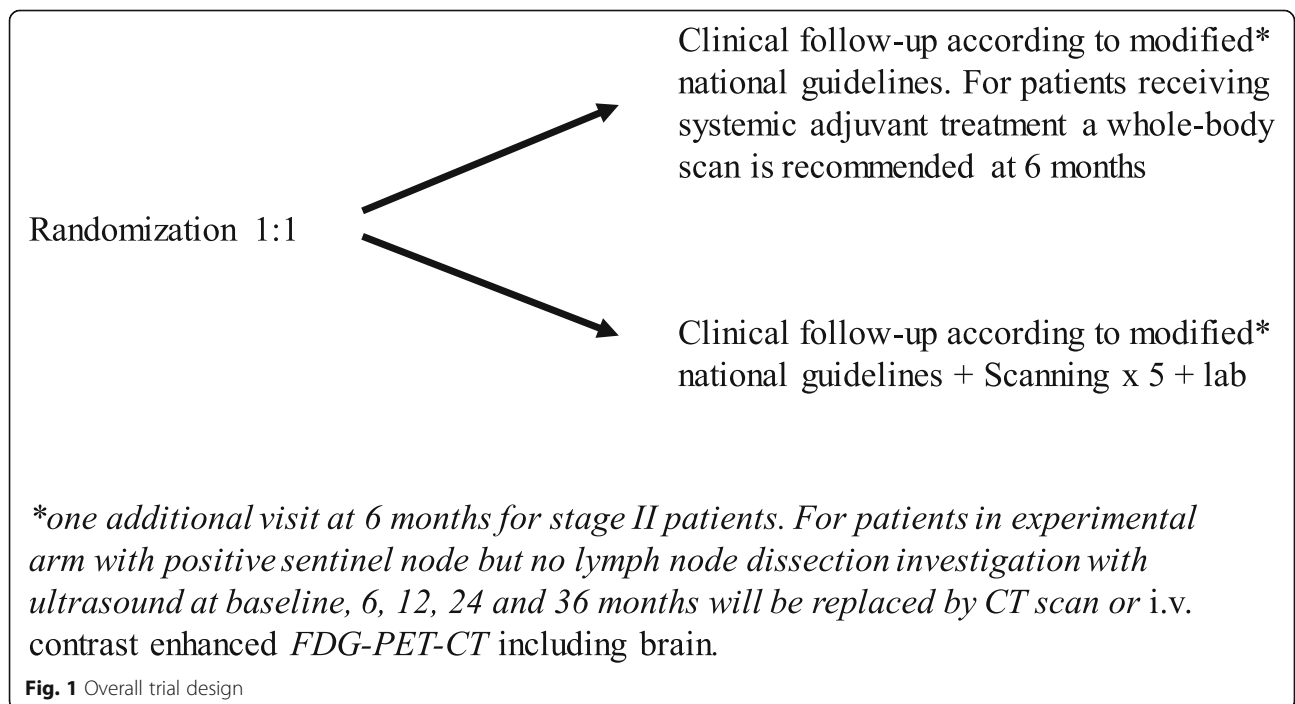 Clinical follow-up according to modified*
national guidelines. For patients receiving
systemic adjuvant treatment a whole-body
scan is recommended at 6 months
Randomization 1:1
Clinical follow-up according to modified*
national guidelines + Scanning x 5 + lab
*one additional visit at 6 months for stage II patients. For patients in experimental
arm with positive sentinel node but no lymph node dissection investigation with
ultrasound at baseline, 6, 12, 24 and 36 months will be replaced by CT scan or i.v.
contrast enhanced FDG-PET-CT including brain.
Fig. 1 Overall trial design